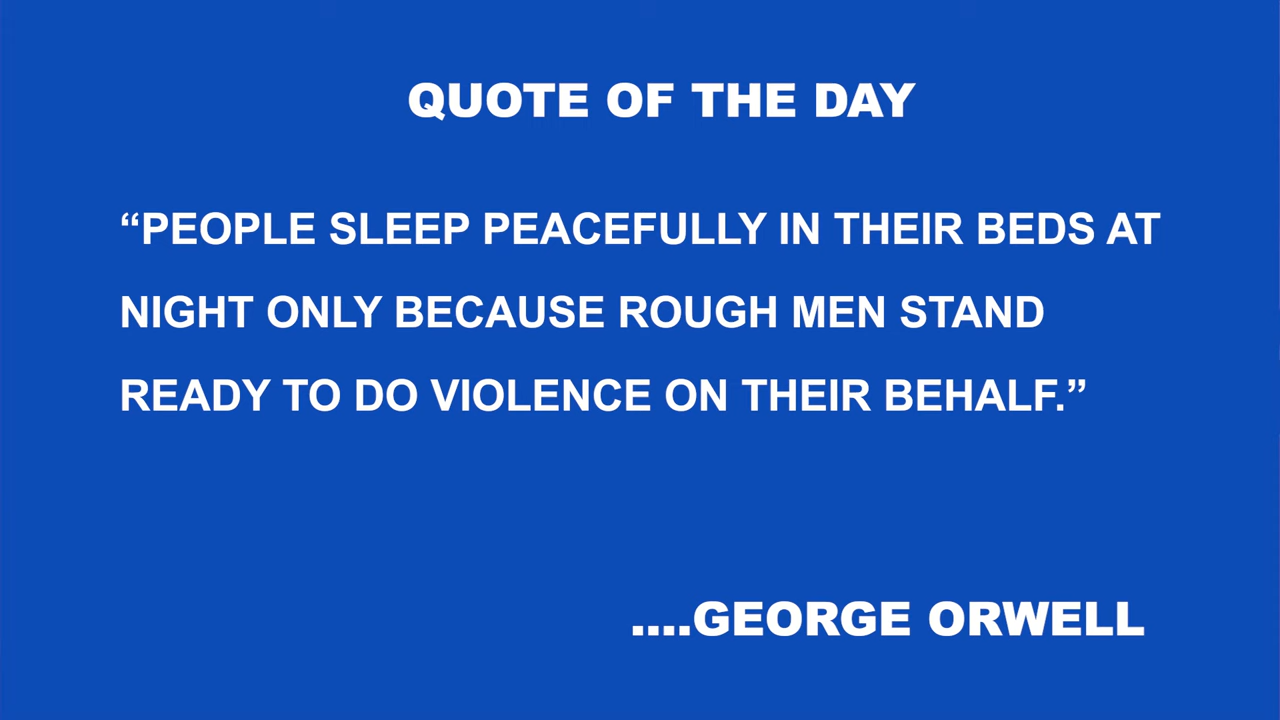 QUOTE OF THE DAY
“PEOPLE SLEEP PEACEFULLY IN THEIR BEDS AT
NIGHT ONLY BECAUSE ROUGH MEN STAND
READY TO DO VIOLENCE ON THEIR BEHALF.”
....GEORGE ORWELL